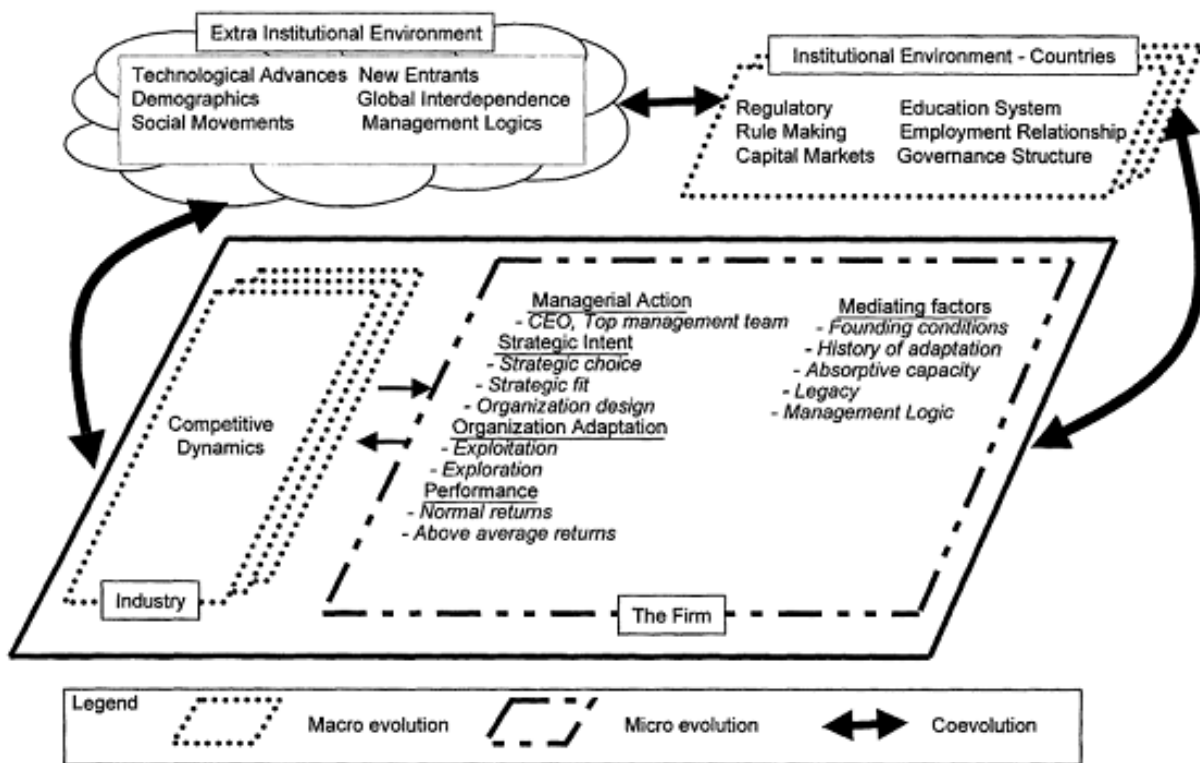 Extra Institutional Environment
Technological Advances New Entrants
Demographics Global Interdependence
Social Movements Management Logics
Institutional Environment - Countries
Regulatory Education System
Rule Making Employment Relationship
Capital Markets Governance Structure
Competitive
Dynamics
Industry
Managerial Action
- CEO, Top management team
Strategic Intent
- Strategic choice
- Strategic fit
- Organization design
Organization Adaptation
- Exploitation
- Exploration
Performance
- Normal returns
- Above average returns
Mediating factors
- Founding conditions
- History of adaptation
- Absorptive capacity
- Legacy
- Management Logic
The Firm
Legend
Macro evolution
Micro evolution
Coevolution